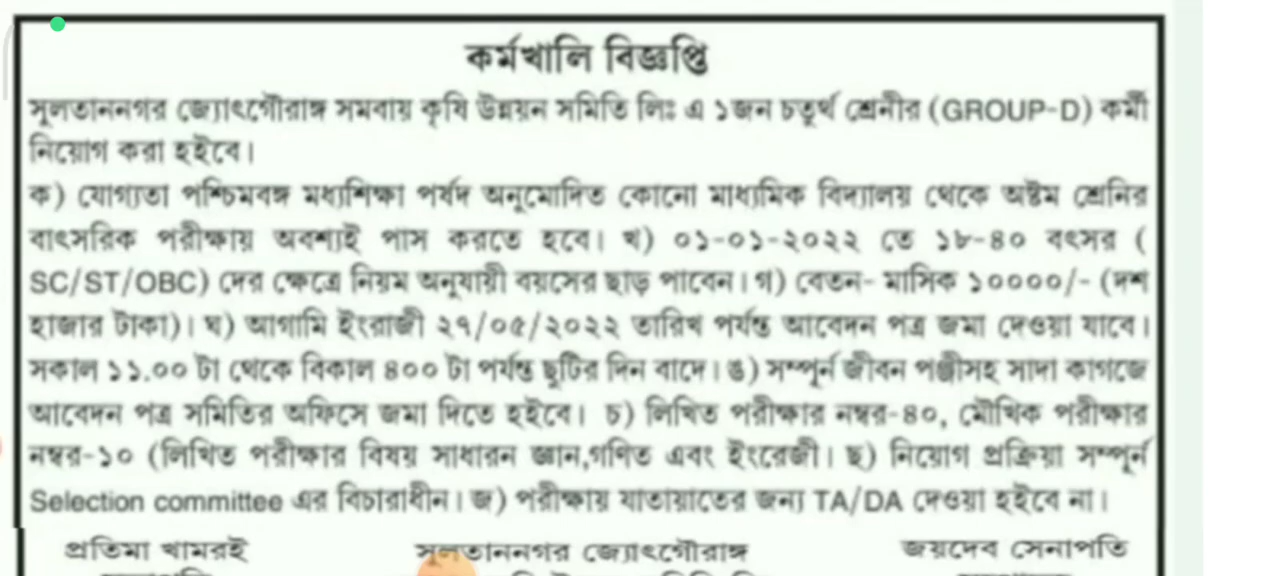 কর্মখালি বিজ্ঞপ্তি
সুলতাননগর জ্যোৎগৌরাঙ্গ সমবায় কৃষি উন্নয়ন সমিতি লিঃ এ ১জন চতুর্থ শ্রেনীর (GROUP-D) কর্মী
নিয়োগ করা হইবে।
ক) যোগ্যতা পশ্চিমবঙ্গ মধ্যশিক্ষা পর্ষদ অনুমোদিত কোনো মাধ্যমিক বিদ্যালয় থেকে অষ্টম শ্রেনির
বাৎসরিক পরীক্ষায় অবশ্যই পাস করতে হবে। খ) ০১-০১-২০২২ তে ১৮-৪০ বৎসর (
SC/ST/OBC) দের ক্ষেত্রে নিয়ম অনুযায়ী বয়সের ছাড় পাবেন। গ) বেতন- মাসিক ১০০০০/- (দশ
হাজার টাকা)। ঘ) আগামি ইংরাজী ২৭/০৫/২০২২ তারিখ পর্যন্ত আবেদন পত্র জমা দেওয়া যাবে।
সকাল ১১.০০ টা থেকে বিকাল ৪০০ টা পর্যন্ত ছুটির দিন বাদে। ঙ) সম্পূর্ন জীবন পঞ্জীসহ সাদা কাগজে
আবেদন পত্র সমিতির অফিসে জমা দিতে হইবে। চ) লিখিত পরীক্ষার নম্বর-৪০, মৌখিক পরীক্ষার
নম্বর-১০ (লিখিত পরীক্ষার বিষয় সাধারন জ্ঞান,গণিত এবং ইংরেজী। ছ) নিয়োগ প্রক্রিয়া সম্পূর্ন
Selection committee এর বিচারাধীন। জ) পরীক্ষায় যাতায়াতের জন্য TA/DA দেওয়া হইবে না।
প্রতিমা খামরই সুলতাননগর জ্যোৎগৌরাঙ্গ জয়দেব সেনাপতি